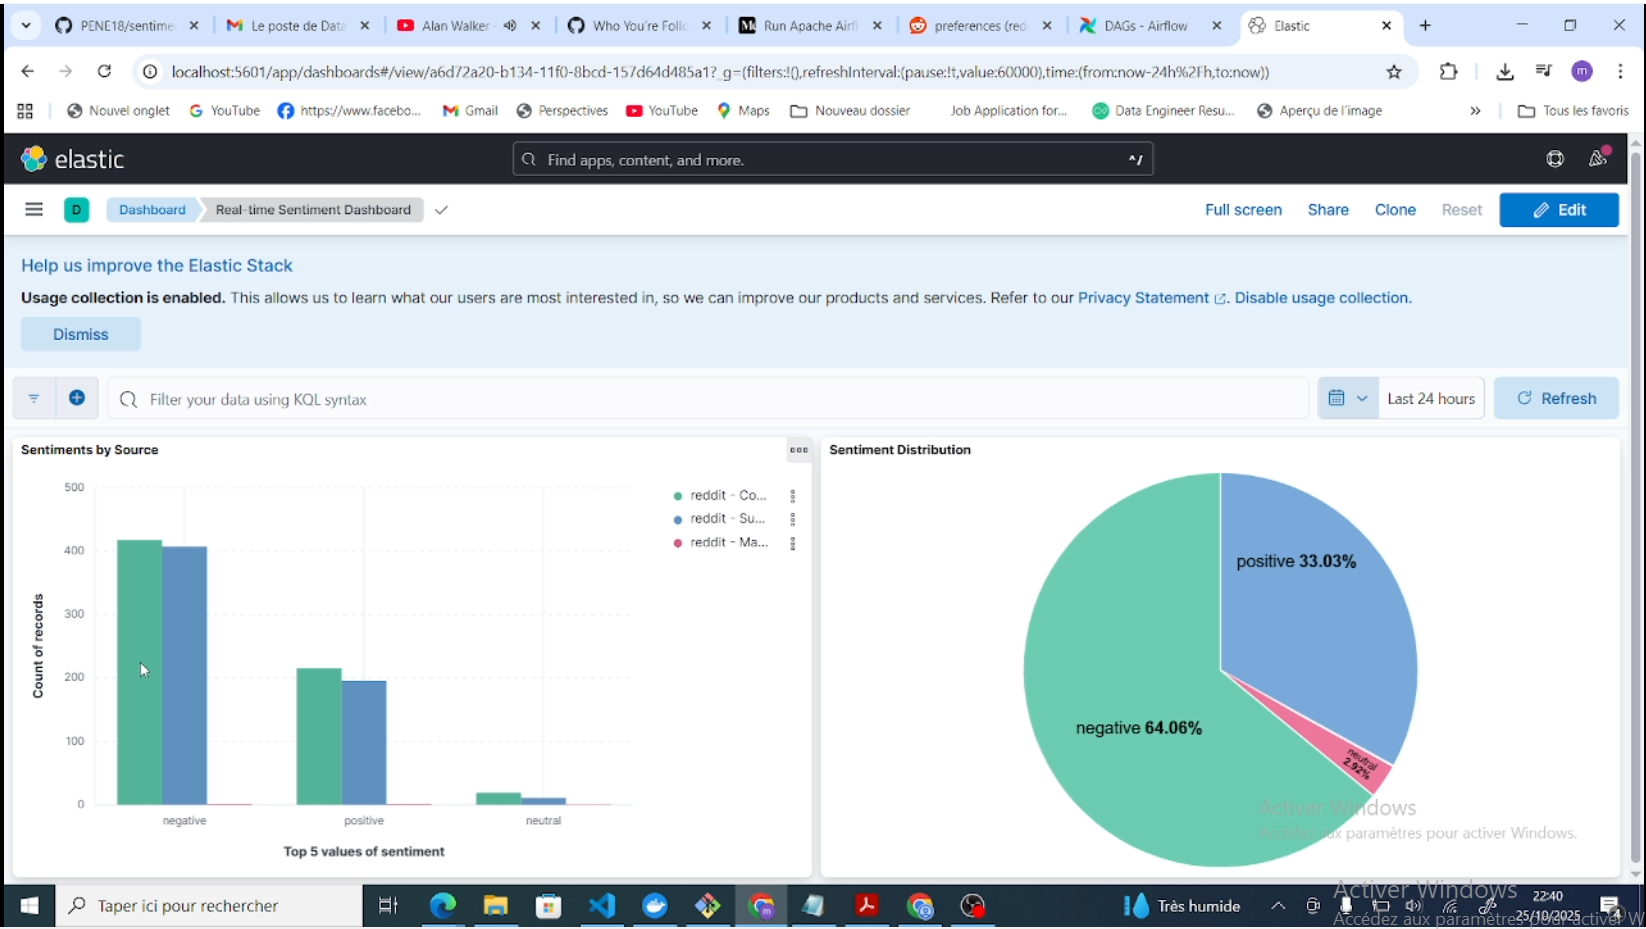 PENE18/sentime
Le poste de Data
Alan Walker -
Who You're Follo
Run Apache Airfl
preferences (red
DAGs - Airflow
Elastic
localhost:5601/app/dashboards#/view/a6d72a20-b134-11f0-8bcd-157d64d485a1?_g=(filters:!(),refreshInterval:(pause:!t,value:60000),time:(from:now-24h%2Fh,to:now))
m
Nouvel onglet
YouTube
https://www.facebo...
Gmail
Perspectives
YouTube
Maps
Nouveau dossier
Job Application for...
Data Engineer Resu...
Aperçu de l'image
»
Tous les favoris
elastic
Find apps, content, and more.
^/
D
Dashboard
Real-time Sentiment Dashboard
Full screen
Share
Clone
Reset
Edit
Help us improve the Elastic Stack
Usage collection is enabled. This allows us to learn what our users are most interested in, so we can improve our products and services. Refer to our Privacy Statement. Disable usage collection.
Dismiss
Filter your data using KQL syntax
Last 24 hours
Refresh
Sentiments by Source
500
400
300
200
100
0
Count of records
negative
positive
neutral
Top 5 values of sentiment
reddit - Co...
reddit - Su...
reddit - Ma...
Sentiment Distribution
positive 33.03%
negative 64.06%
neutral
2.92%
Activer Windows
Accédez aux paramètres pour activer Windows.
Taper ici pour rechercher
Très humide
22:40
25/10/2025
4
Activer Windows
Accédez aux paramètres pour activer W